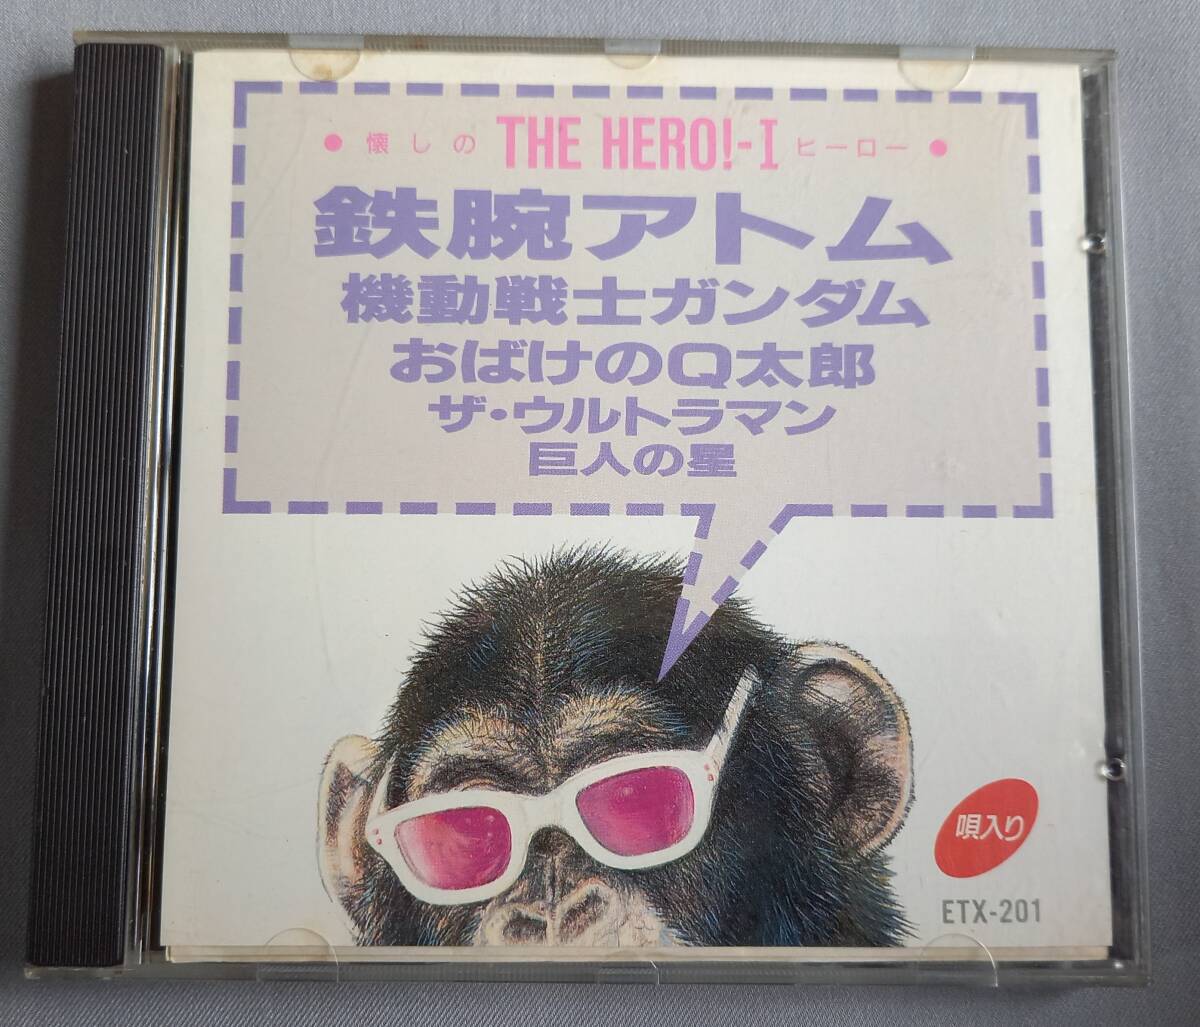 ● 懐しの THE HERO!-I ヒーロー ●
鉄腕アトム
機動戦士ガンダム
おばけのQ太郎
ザ・ウルトラマン
巨人の星
唄入り
ETX-201